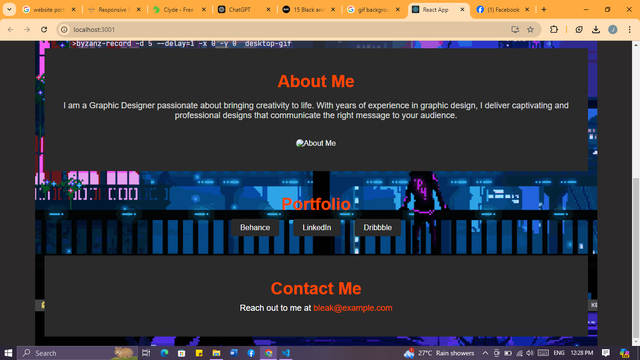 website port
Responsive
Clyde - Free
ChatGPT
15 Black an
gif backgro
React App
(1) Facebook
localhost:3001
>byzanz-record -d 5 --delay=1 -x 0 -y 0 desktop-gif
About Me
I am a Graphic Designer passionate about bringing creativity to life. With years of experience in graphic design, I deliver captivating and
professional designs that communicate the right message to your audience.
About Me
Portfolio
Behance
LinkedIn
Dribbble
Contact Me
Reach out to me at bleak@example.com
Search
27°C Rain showers
ENG
12:28 PM